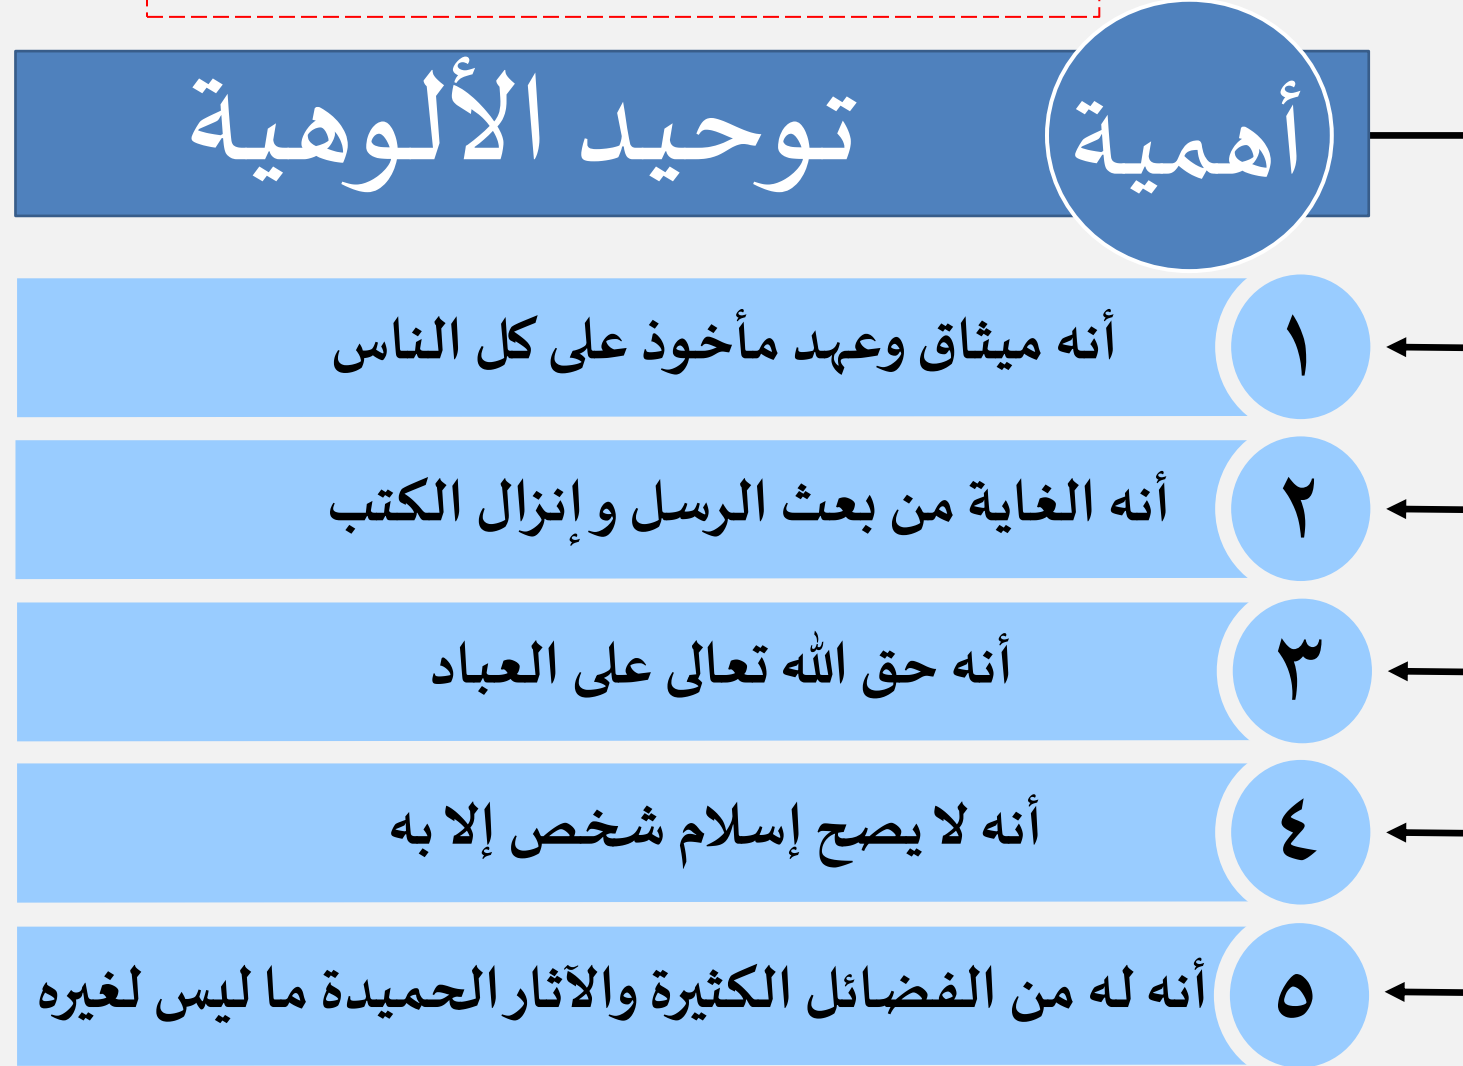 أهمية توحيد الألوهية
١ أنه ميثاق وعهد مأخوذ على كل الناس
٢ أنه الغاية من بعث الرسل وإنزال الكتب
٣ أنه حق الله تعالى على العباد
٤ أنه لا يصح إسلام شخص إلا به
٥ أنه له من الفضائل الكثيرة والآثار الحميدة ما ليس لغيره